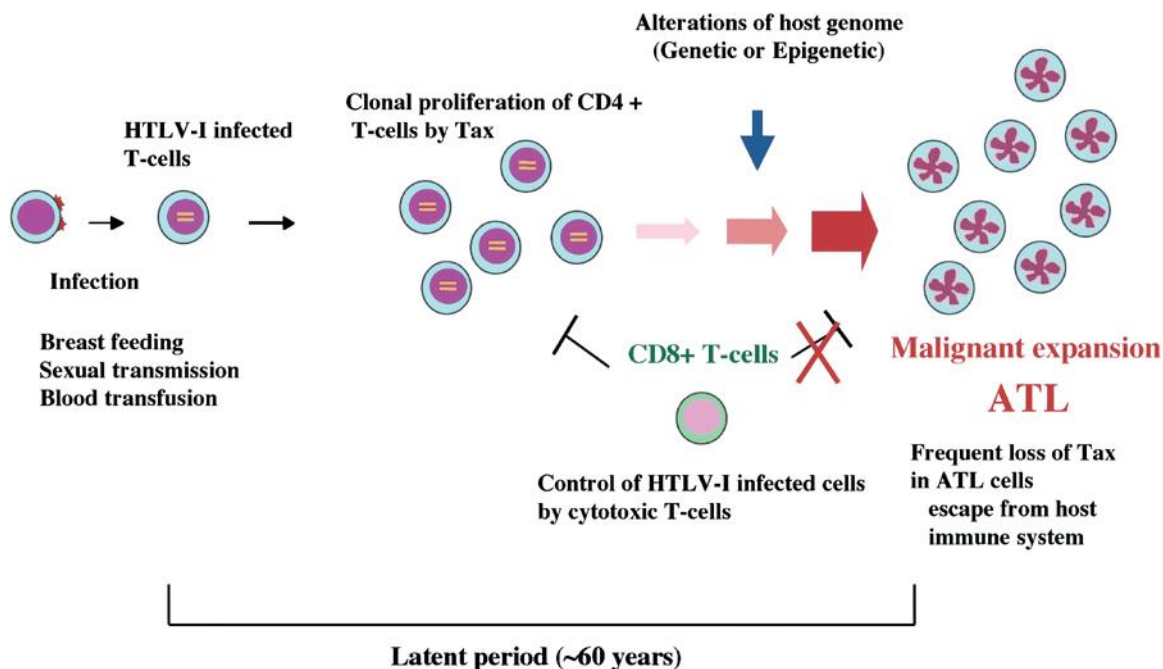 Alterations of host genome
(Genetic or Epigenetic)
Clonal proliferation of CD4 +
T-cells by Tax
HTLV-I infected
T-cells
Infection
Breast feeding
Sexual transmission
Blood transfusion
CD8+ T-cells
Control of HTLV-I infected cells
by cytotoxic T-cells
Malignant expansion
ATL
Frequent loss of Tax
in ATL cells
escape from host
immune system
Latent period (~60 years)